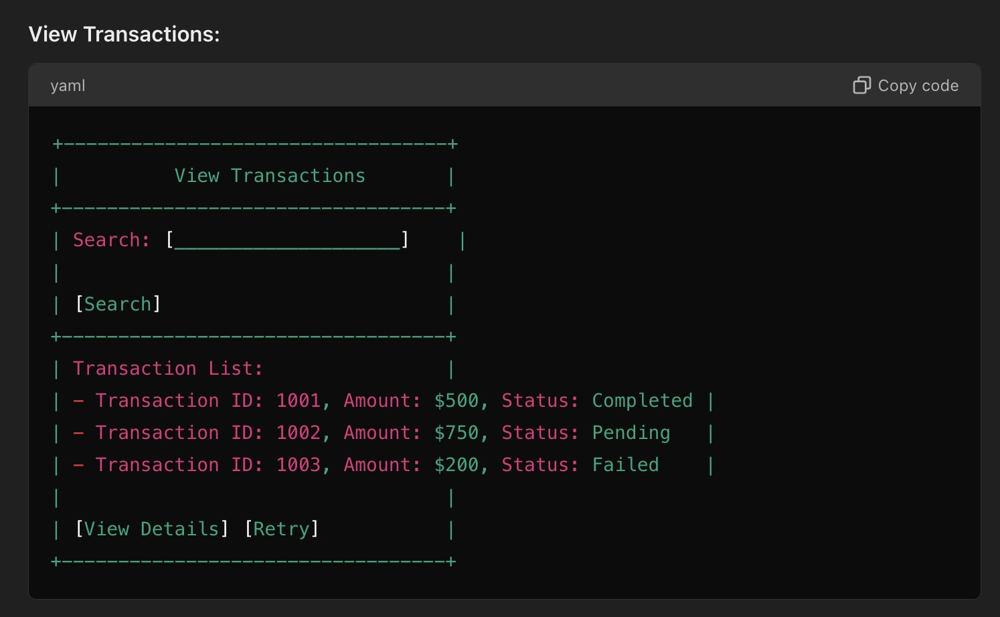 View Transactions:
yaml
Copy code
+----------------------------------+
|          View Transactions       |
+----------------------------------+
| Search: [____________________]    |
|                                  |
| [Search]                         |
+----------------------------------+
| Transaction List:                |
| - Transaction ID: 1001, Amount: $500, Status: Completed |
| - Transaction ID: 1002, Amount: $750, Status: Pending   |
| - Transaction ID: 1003, Amount: $200, Status: Failed    |
|                                  |
| [View Details] [Retry]           |
+----------------------------------+